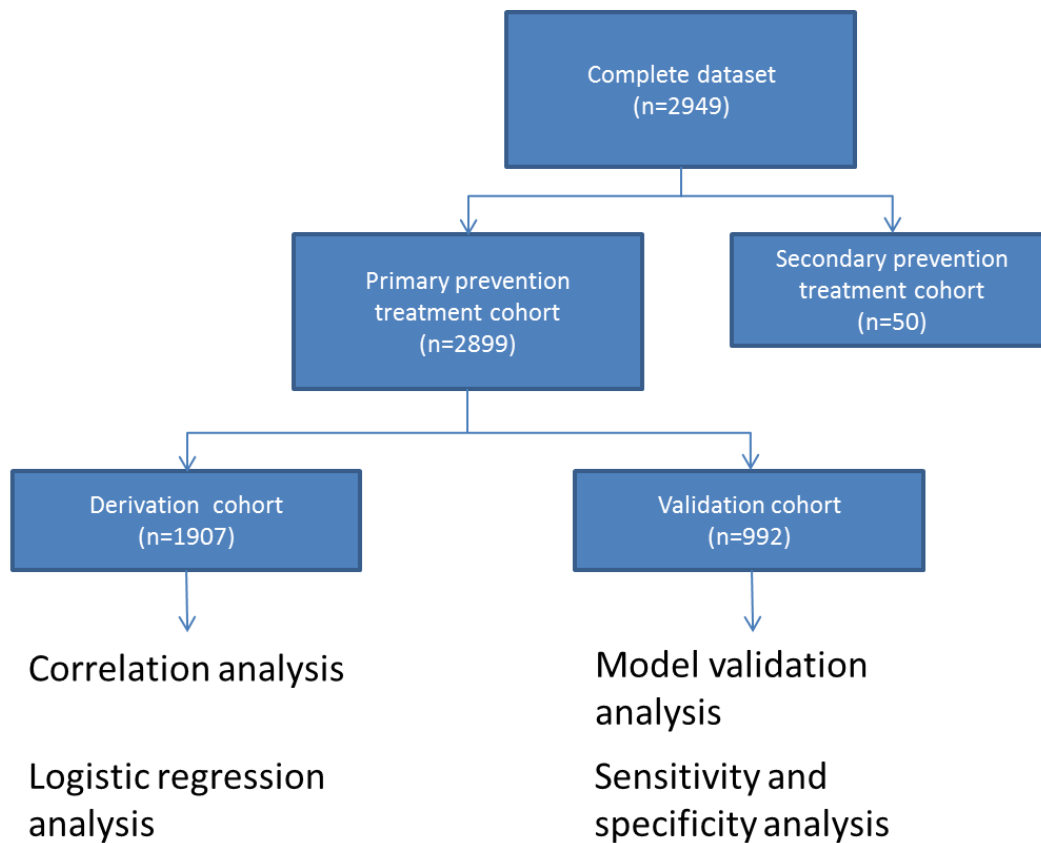 Complete dataset
(n=2949)
Primary prevention
treatment cohort
(n=2899)
Secondary prevention
treatment cohort
(n=50)
Derivation cohort
(n=1907)
Validation cohort
(n=992)
Correlation analysis
Logistic regression
analysis
Model validation
analysis
Sensitivity and
specificity analysis